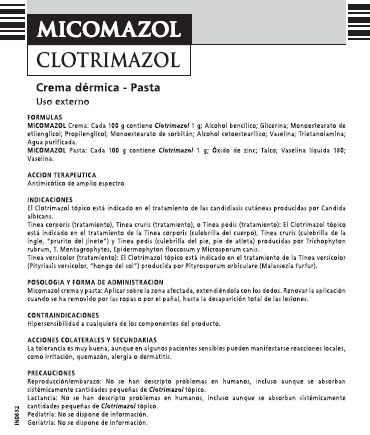 MICOMAZOL
CLOTRIMAZOL
Crema dérmica - Pasta
Uso externo
FORMULAS
MICOMAZOL Crema: Cada 100 g contiene Clotrimazol 1 g; Alcohol bencílico; Glicerina; Monoestearato de
etilenglicol; Propilenglicol; Monoestearato de sorbitán; Alcohol cetoestearílico; Vaselina; Trietanolamina;
Agua purificada.
MICOMAZOL Pasta: Cada 100 g contiene Clotrimazol 1 g; Óxido de zinc; Talco; Vaselina líquida 180;
Vaselina.
ACCION TERAPEUTICA
Antimicótico de amplio espectro.
INDICACIONES
El Clotrimazol tópico está indicado en el tratamiento de las candidiasis cutáneas producidas por Candida
albicans.
Tinea corporis (tratamiento), Tinea cruris (tratamiento), o Tinea pedis (tratamiento): El Clotrimazol tópico
está indicado en el tratamiento de la Tinea corporis (culebrilla del cuerpo), Tinea cruris (culebrilla de la
ingle, "prurito del jinete") y Tinea pedis (culebrilla del pie, pie de atleta) producidas por Trichophyton
rubrum, T. Mentagrophytes, Epidermophyton floccosum y Microsporum canis.
Tinea versicolor (tratamiento): El Clotrimazol tópico está indicado en el tratamiento de la Tinea versicolor
(Pityriasis versicolor, "hongo del sol") producida por Pityrosporum orbiculare (Malassezia furfur).
POSOLOGIA Y FORMA DE ADMINISTRACION
Micomazol crema y pasta: Aplicar sobre la zona afectada, extendiéndola con los dedos. Renovar la aplicación
cuando se ha removido por las ropas o por el pañal, hasta la desaparición total de las lesiones.
CONTRAINDICACIONES
Hipersensibilidad a cualquiera de los componentes del producto.
ACCIONES COLATERALES Y SECUNDARIAS
La tolerancia es muy buena, aunque en algunos pacientes sensibles pueden manifestarse reacciones locales,
como irritación, quemazón, alergia o dermatitis.
PRECAUCIONES
Reproducción/embarazo: No se han descripto problemas en humanos, incluso aunque se absorban
sistémicamente cantidades pequeñas de Clotrimazol tópico.
Lactancia: No se han descripto problemas en humanos, incluso aunque se absorban sistémicamente
cantidades pequeñas de Clotrimazol tópico.
Pediatría: No se dispone de información.
Geriatría: No se dispone de información.
IN0652